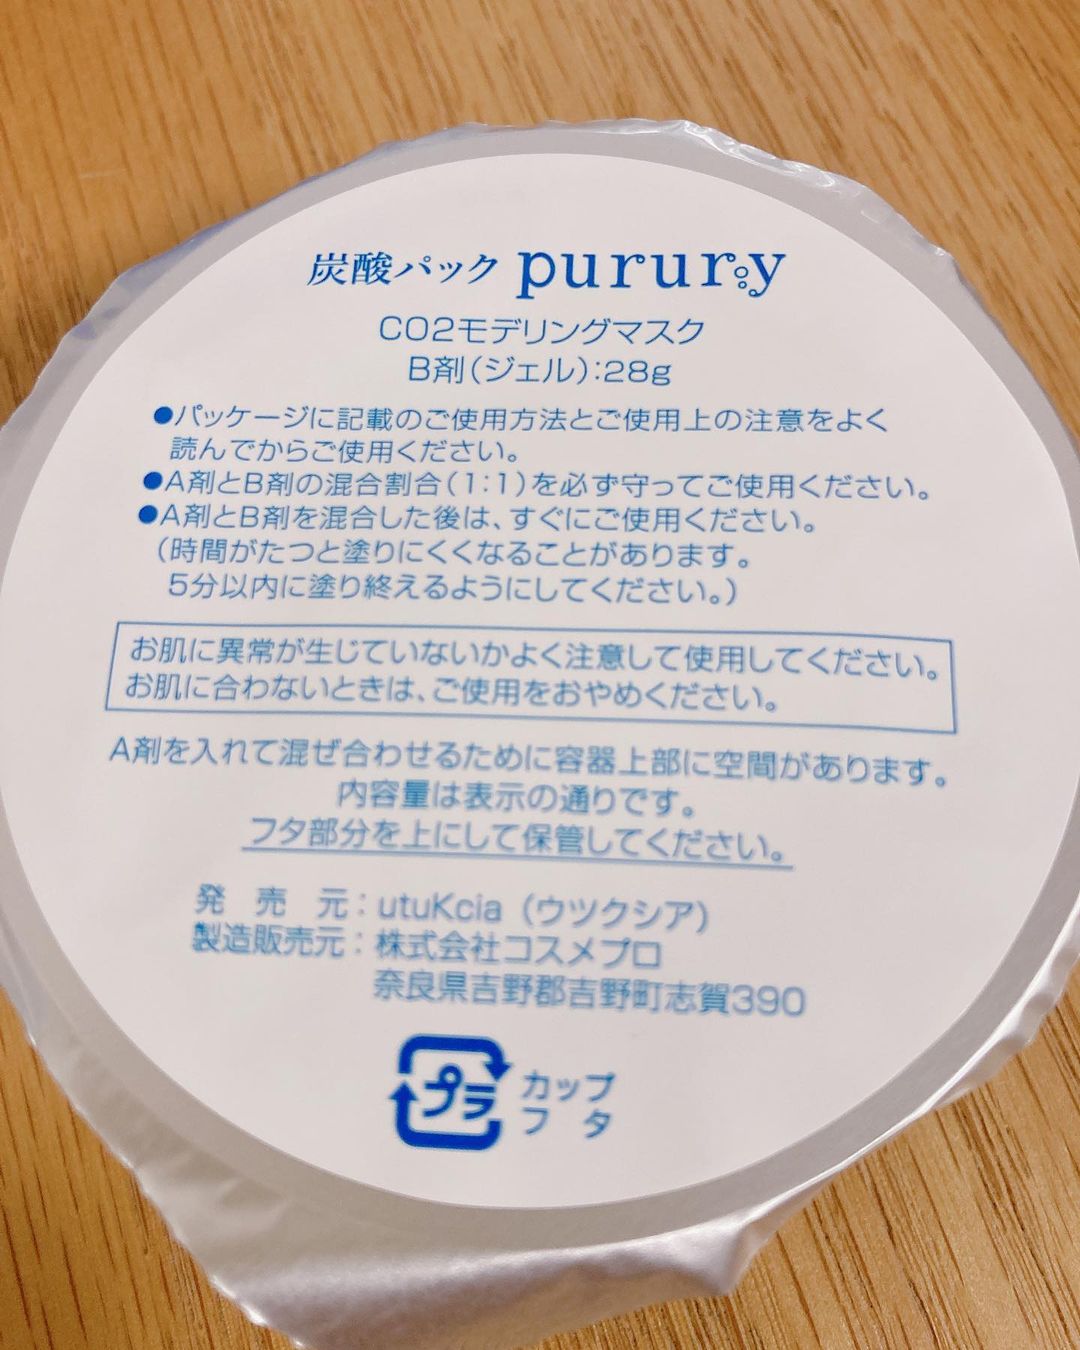 炭酸パック purury
CO2モデリングマスク
B剤(ジェル):28g
●パッケージに記載のご使用方法とご使用上の注意をよく
読んでからご使用ください。
●A剤とB剤の混合割合(1:1)を必ず守ってご使用ください。
●A剤とB剤を混合した後は、すぐにご使用ください。
(時間がたつと塗りにくくなることがあります。
5分以内に塗り終えるようにしてください。)
お肌に異常が生じていないかよく注意して使用してください。
お肌に合わないときは、ご使用をおやめください。
A剤を入れて混ぜ合わせるために容器上部に空間があります。
内容量は表示の通りです。
フタ部分を上にして保管してください。
発売元:utuKcia(ウツクシア)
製造販売元:株式会社コスメプロ
奈良県吉野郡吉野町志賀390
プラ カップ
フタ